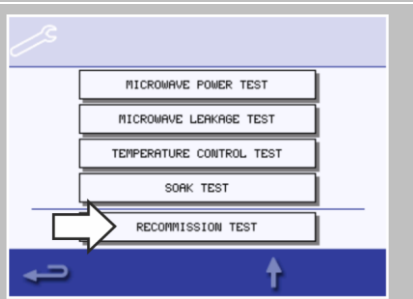 MICROWAVE POWER TEST
MICROWAVE LEAKAGE TEST
TEMPERATURE CONTROL TEST
SOAK TEST
RECOMMISSION TEST